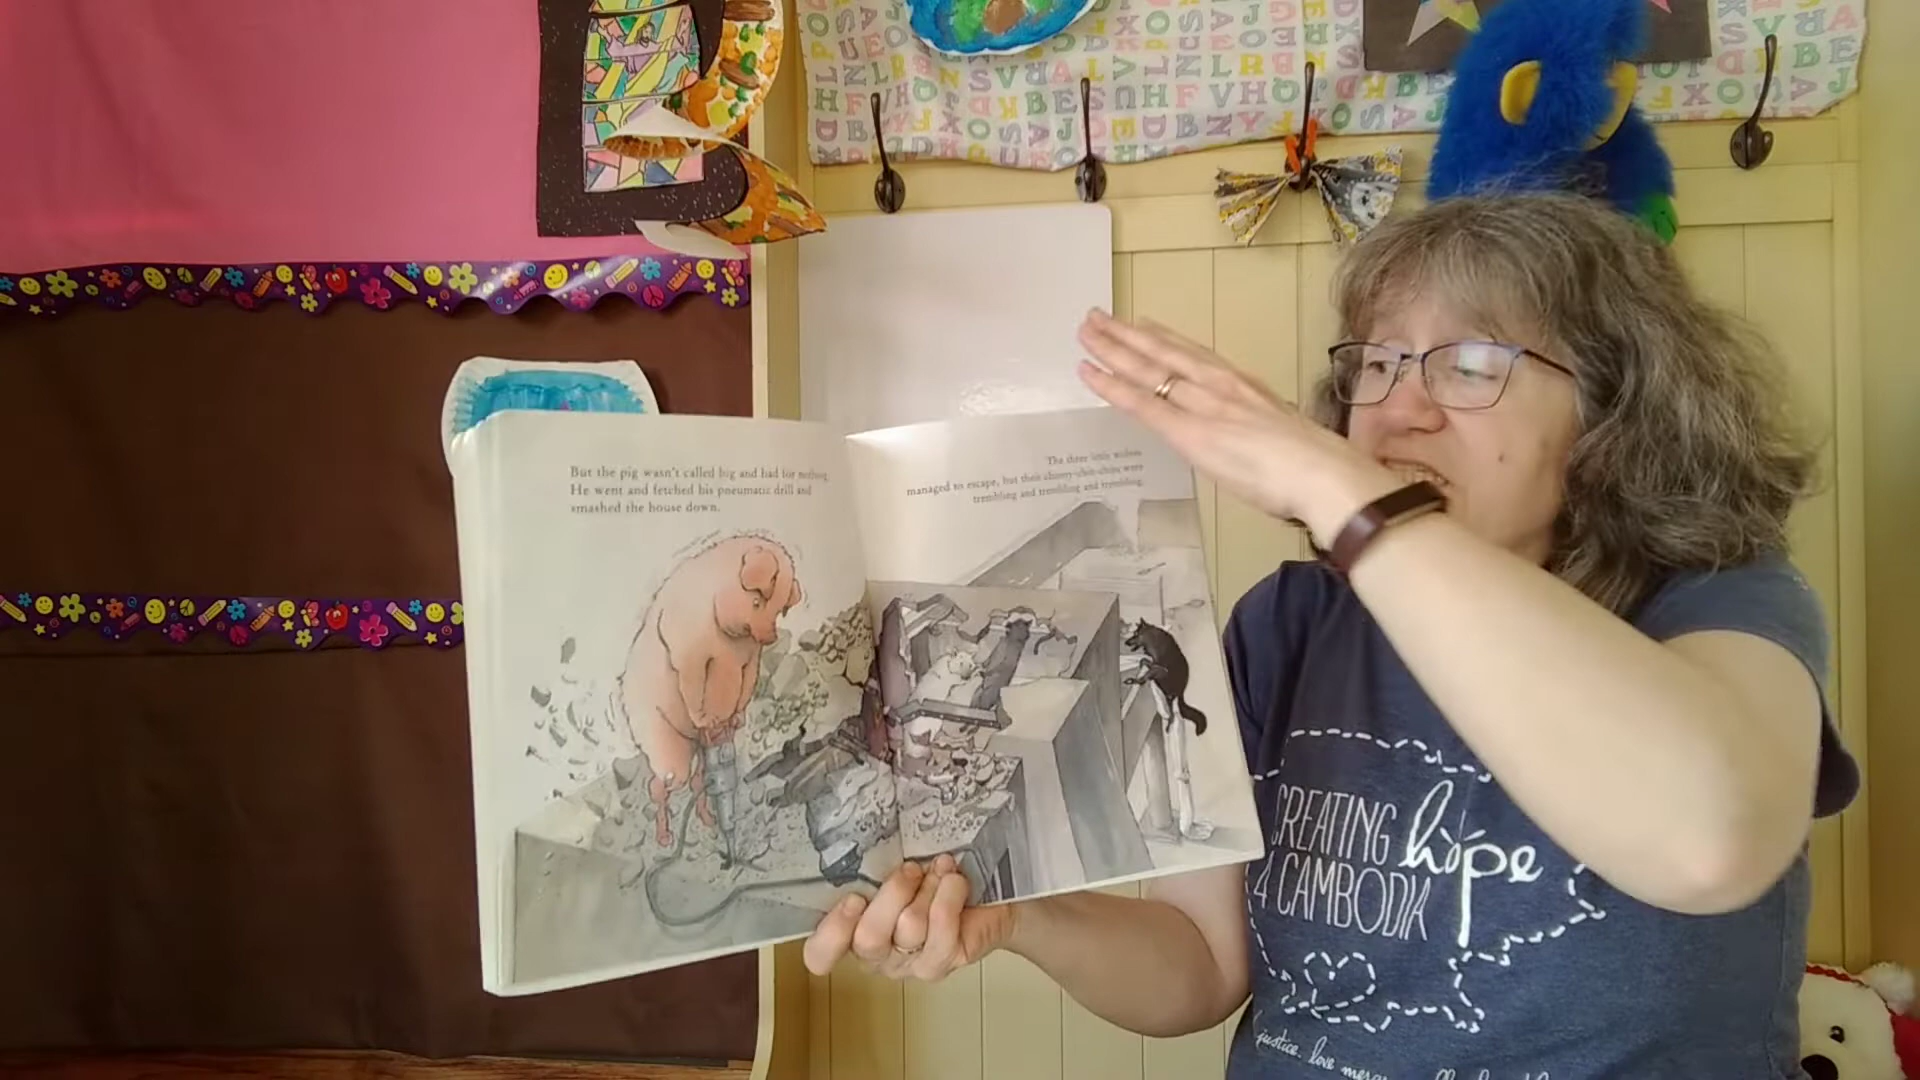 But the pig wasn't called big and bad for nothing.
He went and fetched his pneumatic drill and
smashed the house down.
The three little wolves
managed to escape, but their chinny-chin-chins were
trembling and trembling and trembling.
CREATING hope
4 CAMBODIA
justice. love